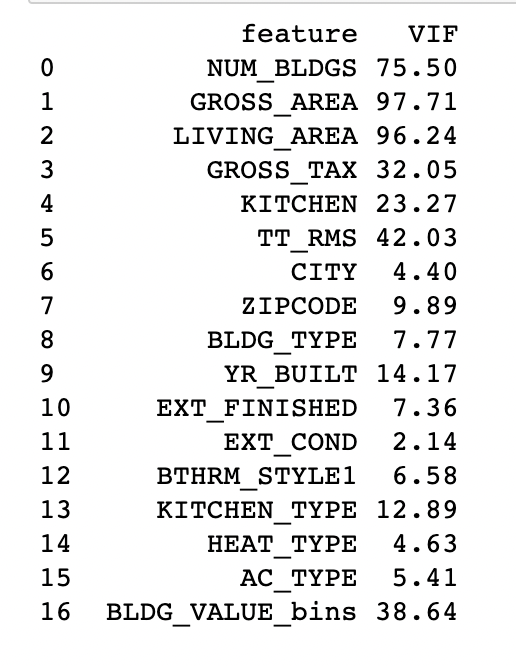 feature VIF
0 NUM_BLDGS 75.50
1 GROSS_AREA 97.71
2 LIVING_AREA 96.24
3 GROSS_TAX 32.05
4 KITCHEN 23.27
5 TT_RMS 42.03
6 CITY 4.40
7 ZIPCODE 9.89
8 BLDG_TYPE 7.77
9 YR_BUILT 14.17
10 EXT_FINISHED 7.36
11 EXT_COND 2.14
12 BTHRM_STYLE1 6.58
13 KITCHEN_TYPE 12.89
14 HEAT_TYPE 4.63
15 AC_TYPE 5.41
16 BLDG_VALUE_bins 38.64